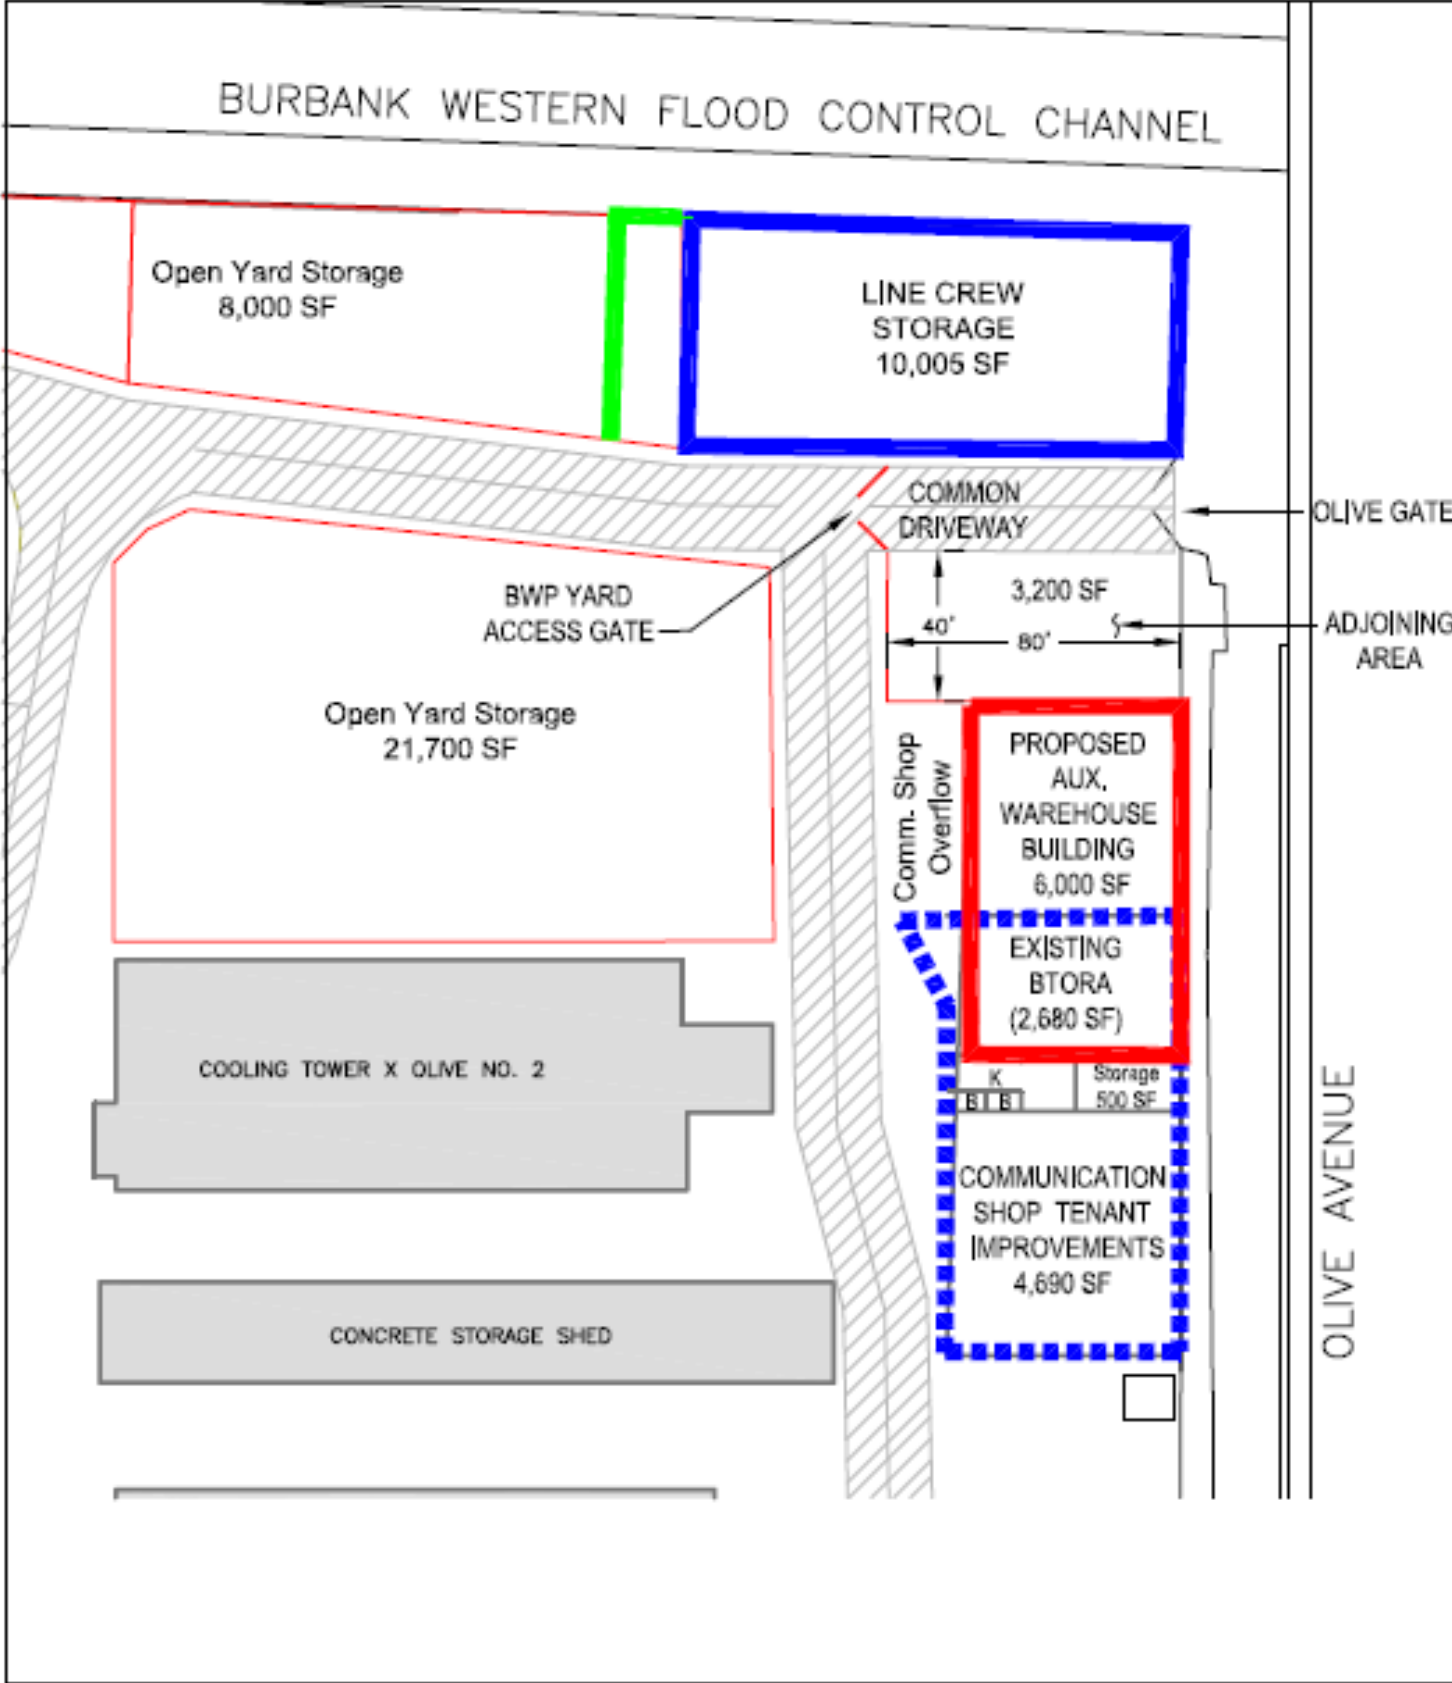 BURBANK WESTERN FLOOD CONTROL CHANNEL
Open Yard Storage
8,000 SF
LINE CREW
STORAGE
10,005 SF
COMMON
DRIVEWAY
OLIVE GATE
BWP YARD
ACCESS GATE
3,200 SF
40'
80'
ADJOINING
AREA
Open Yard Storage
21,700 SF
Comm. Shop
Overflow
PROPOSED
AUX.
WAREHOUSE
BUILDING
6,000 SF
EXISTING
BTORA
(2,680 SF)
COOLING TOWER X OLIVE NO. 2
K
B B
Storage
500 SF
COMMUNICATION
SHOP TENANT
IMPROVEMENTS
4,690 SF
CONCRETE STORAGE SHED
OLIVE AVENUE